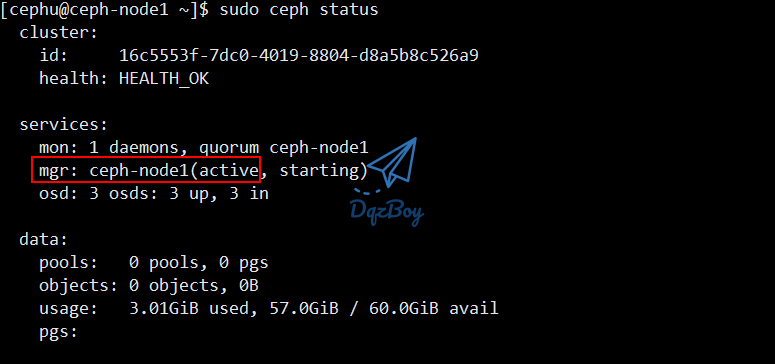 [cephu@ceph-node1 ~]$ sudo ceph status
cluster:
id:     16c5553f-7dc0-4019-8804-d8a5b8c526a9
health: HEALTH_OK
services:
mon: 1 daemons, quorum ceph-node1
mgr: ceph-node1(active, starting)
osd: 3 osds: 3 up, 3 in
DqzBoy
data:
pools:   0 pools, 0 pgs
objects: 0 objects, 0B
usage:   3.01GiB used, 57.0GiB / 60.0GiB avail
pgs: